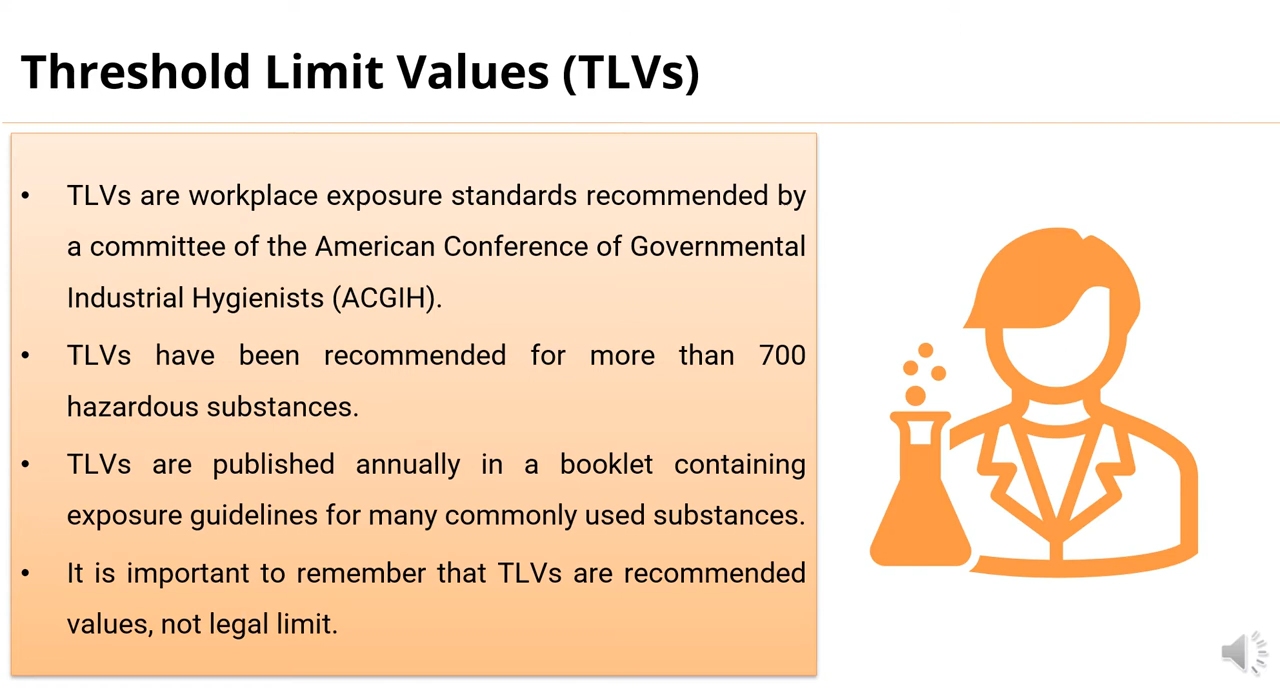 Threshold Limit Values (TLVs)
• TLVs are workplace exposure standards recommended by
a committee of the American Conference of Governmental
Industrial Hygienists (ACGIH).
• TLVs have been recommended for more than 700
hazardous substances.
• TLVs are published annually in a booklet containing
exposure guidelines for many commonly used substances.
• It is important to remember that TLVs are recommended
values, not legal limit.